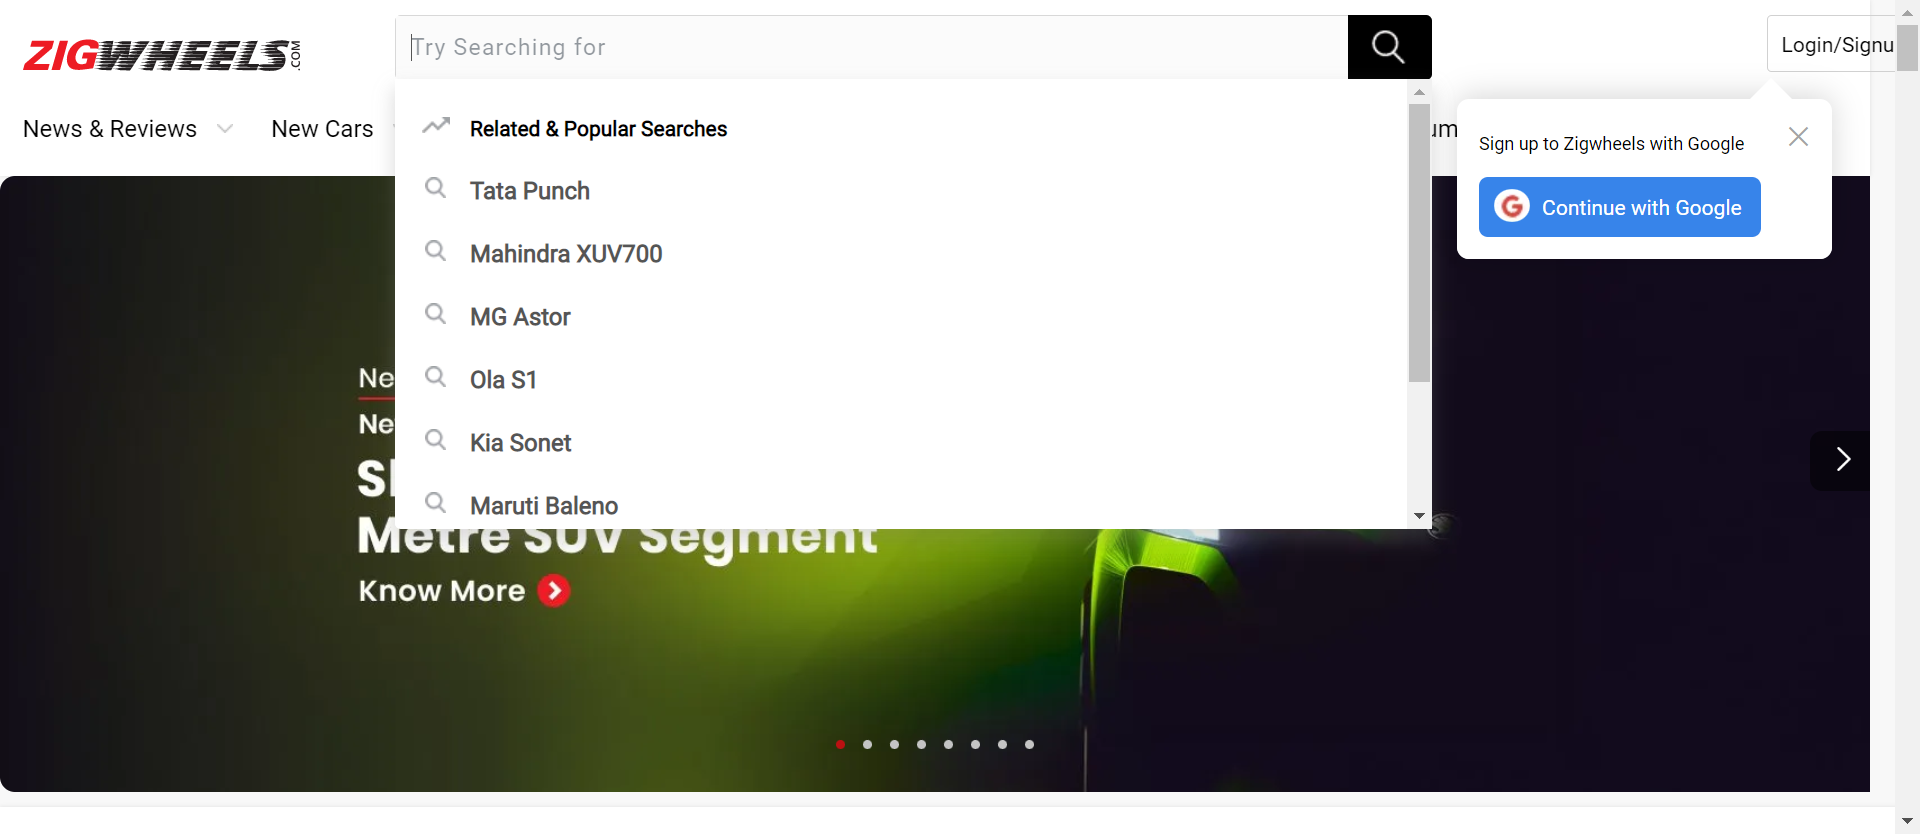 ZIGWHEELS.COM
Try Searching for
Login/Signu
News & Reviews
New Cars
um
Related & Popular Searches
Tata Punch
Mahindra XUV700
MG Astor
Ola S1
Kia Sonet
Maruti Baleno
Sign up to Zigwheels with Google
G Continue with Google
Ne
Ne
Sl
Metre SUV Segment
Know More